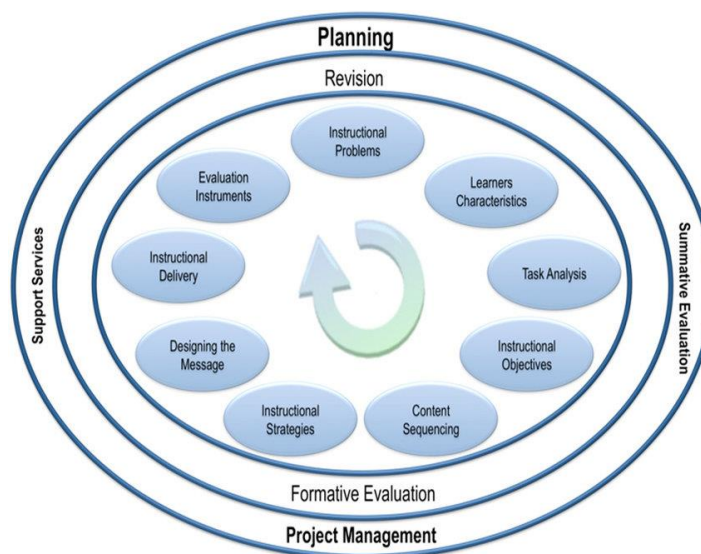 Planning
Revision
Instructional
Problems
Evaluation
Instruments
Learners
Characteristics
Instructional
Delivery
Task Analysis
Support Services
Summative Evaluation
Designing the
Message
Instructional
Objectives
Instructional
Strategies
Content
Sequencing
Formative Evaluation
Project Management